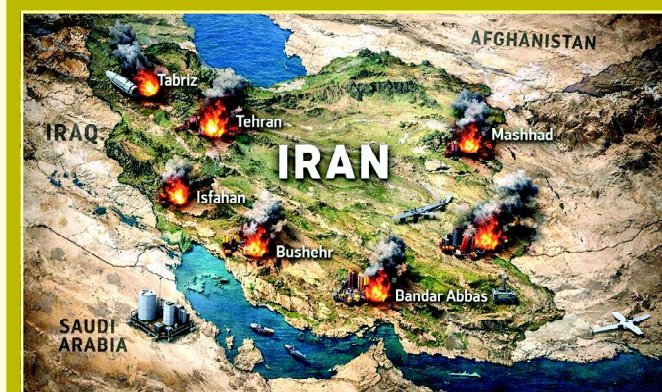 AFGHANISTAN
Tabriz
Tehran
IRAQ
Mashhad
IRAN
Isfahan
Bushehr
Bandar Abbas
SAUDI
ARABIA